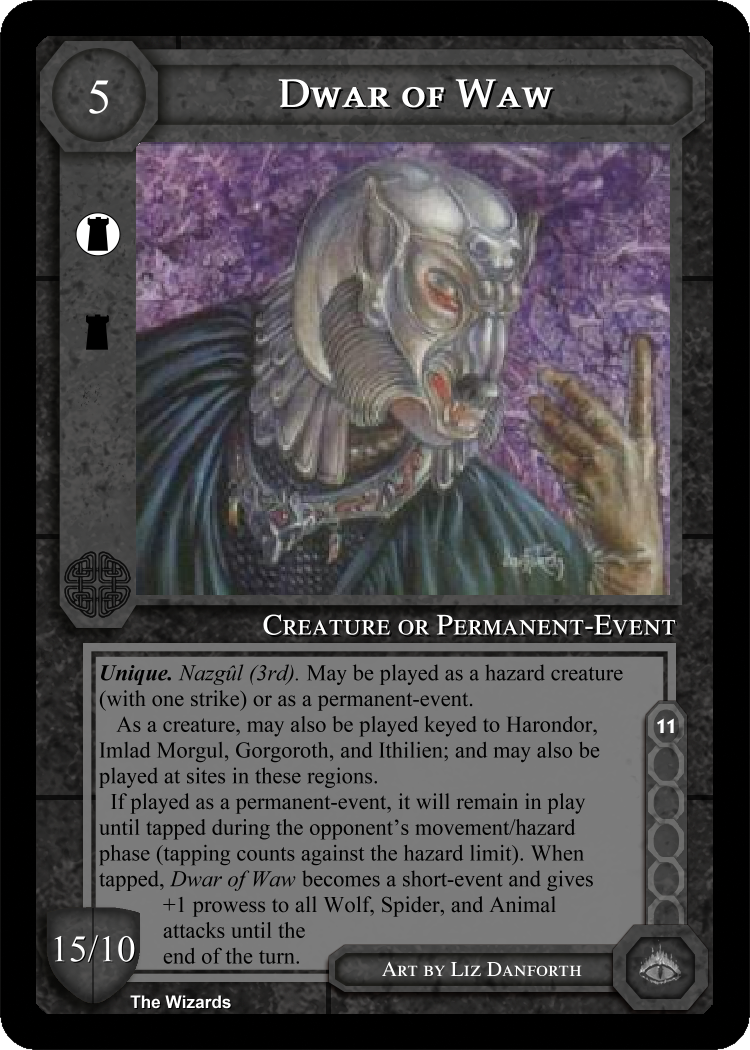 5
Dwar of Waw
Creature or Permanent-Event
Unique. Nazgûl (3rd). May be played as a hazard creature
(with one strike) or as a permanent-event.
As a creature, may also be played keyed to Harondor,
Imlad Morgul, Gorgoroth, and Ithilien; and may also be
played at sites in these regions.
If played as a permanent-event, it will remain in play
until tapped during the opponent’s movement/hazard
phase (tapping counts against the hazard limit). When
tapped, Dwar of Waw becomes a short-event and gives
+1 prowess to all Wolf, Spider, and Animal
attacks until the
end of the turn.
11
15/10
Art by Liz Danforth
The Wizards